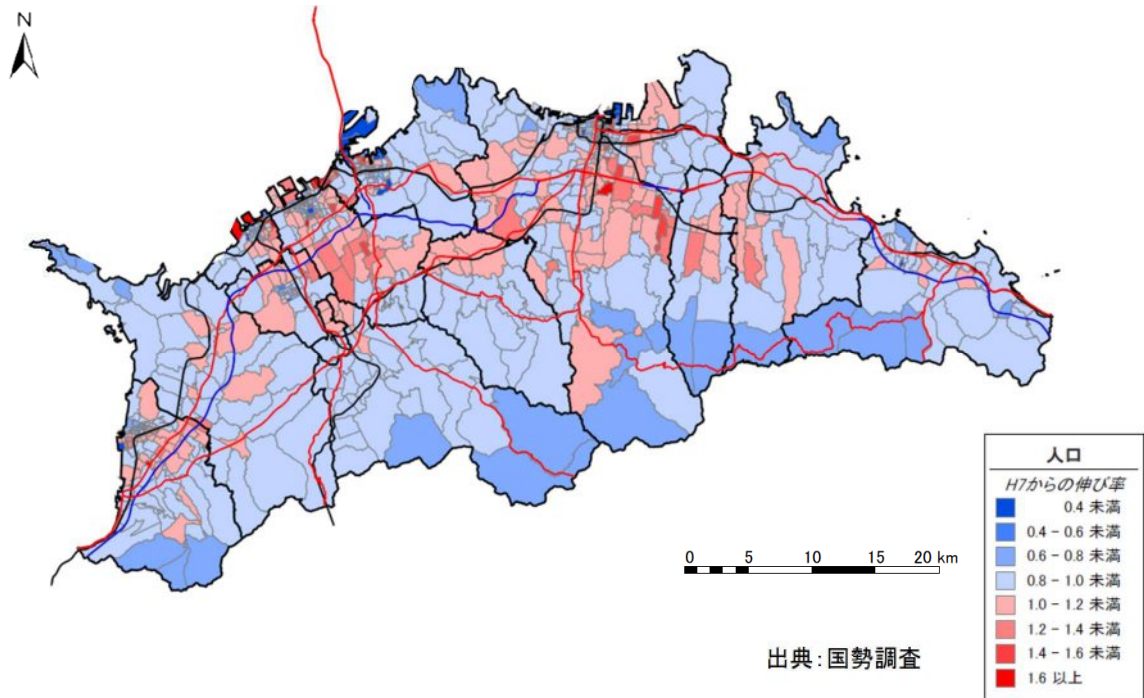 N
人口
H7からの伸び率
0.4 未満
0.4 - 0.6 未満
0.6 - 0.8 未満
0.8 - 1.0 未満
1.0 - 1.2 未満
1.2 - 1.4 未満
1.4 - 1.6 未満
1.6 以上
0 5 10 15 20 km
出典:国勢調査